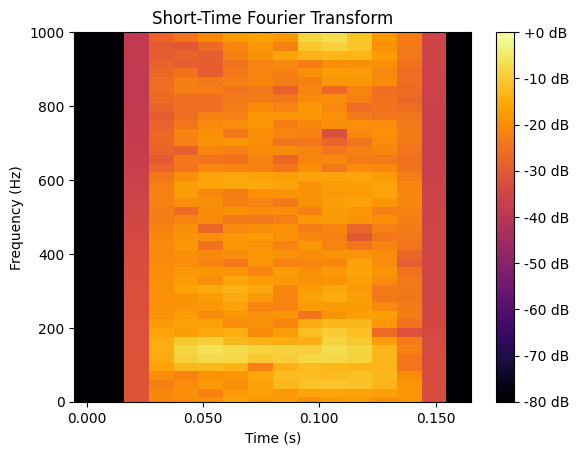 Short-Time Fourier Transform
1000
800
600
400
200
0
Frequency (Hz)
0.000
0.050
0.100
0.150
Time (s)
+0 dB
-10 dB
-20 dB
-30 dB
-40 dB
-50 dB
-60 dB
-70 dB
-80 dB